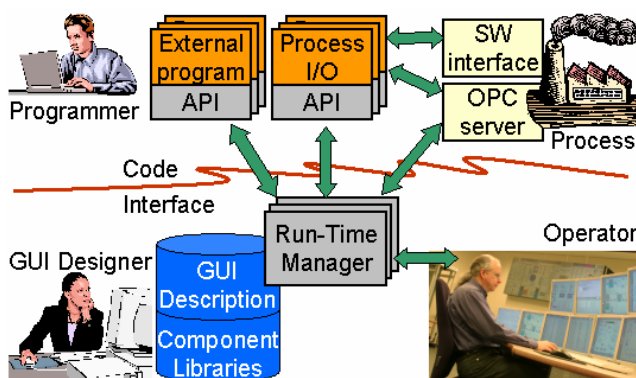 External
program
API
Process
I/O
API
SW
interface
OPC
server
Programmer
Process
Code
Interface
Run-Time
Manager
Operator
GUI Designer
GUI
Description
Component
Libraries